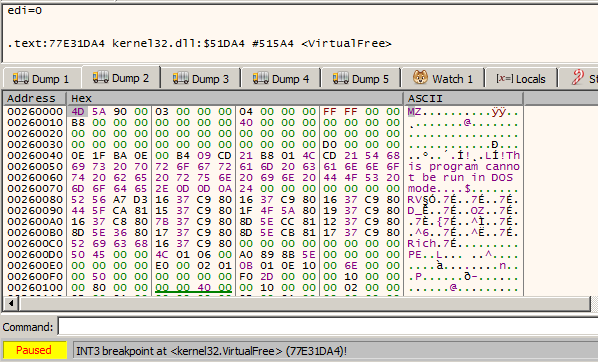 edi=0
.text:77E31DA4 kernel32.dll:$51DA4 #515A4 <VirtualFree>
Dump 1 Dump 2 Dump 3 Dump 4 Dump 5 Watch 1 [x=] Locals St
Address Hex ASCII
00260000 4D 5A 90 00 03 00 00 00 04 00 00 00 FF FF 00 00 MZ..........ÿÿ..
00260010 B8 00 00 00 00 00 00 00 40 00 00 00 00 00 00 00 ¸.......@.......
00260020 00 00 00 00 00 00 00 00 00 00 00 00 00 00 00 00 ................
00260030 00 00 00 00 00 00 00 00 00 00 00 00 D0 00 00 00 ............Ð...
00260040 0E 1F BA 0E 00 B4 09 CD 21 B8 01 4C CD 21 54 68 ..º..´.Í!¸.LÍ!Th
00260050 69 73 20 70 72 6F 67 72 61 6D 20 63 61 6E 6E 6F is program canno
00260060 74 20 62 65 20 72 75 6E 20 69 6E 20 44 4F 53 20 t be run in DOS
00260070 6D 6F 64 65 2E 0D 0D 0A 24 00 00 00 00 00 00 00 mode....$.......
00260080 52 56 A7 D3 16 37 C9 80 16 37 C9 80 16 37 C9 80 RV§Ó.7É..7É..7É.
00260090 44 5F CA 81 15 37 C9 80 1F 4F 5A 80 19 37 C9 80 D_Ê..7É..OZ..7É.
002600A0 16 37 C8 80 7B 37 C9 80 8D 5E CC 81 12 37 C9 80 .7È.{7É..^Ì..7É.
002600B0 8D 5E 36 80 17 37 C9 80 8D 5E CB 81 17 37 C9 80 .^6..7É..^Ë..7É.
002600C0 52 69 63 68 16 37 C9 80 00 00 00 00 00 00 00 00 Rich.7É.........
002600D0 50 45 00 00 4C 01 06 00 A0 89 8B 5E 00 00 00 00 PE..L... ..^....
002600E0 00 00 00 00 E0 00 02 01 0B 01 0E 10 00 6E 00 00 ....à........n..
002600F0 00 50 00 00 00 00 00 00 F0 2D 00 00 00 10 00 00 .P......ð-......
00260100 00 80 00 00 00 00 40 00 00 10 00 00 00 02 00 00 ......@.........
Command:
Paused INT3 breakpoint at <kernel32.VirtualFree> (77E31DA4)!